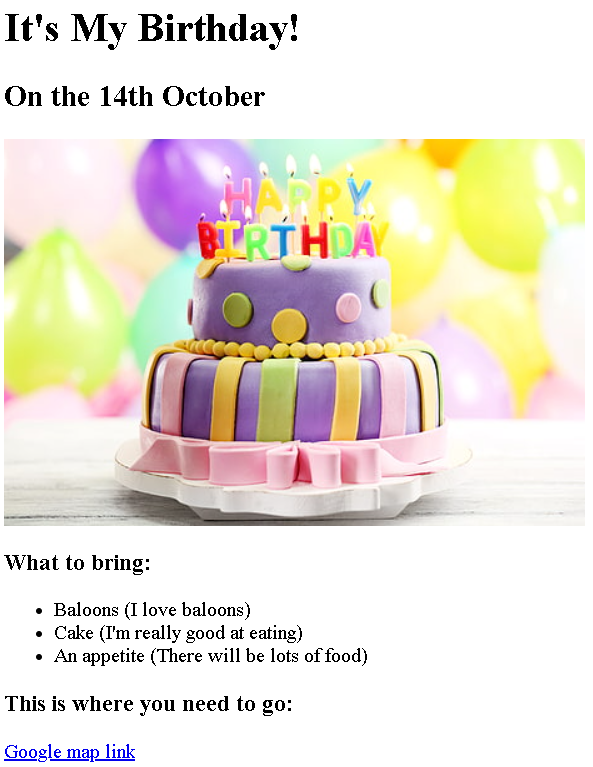 It's My Birthday!
On the 14th October
HAPPY
BIRTHDAY
What to bring:
Baloons (I love baloons)
Cake (I'm really good at eating)
An appetite (There will be lots of food)
This is where you need to go:
Google map link